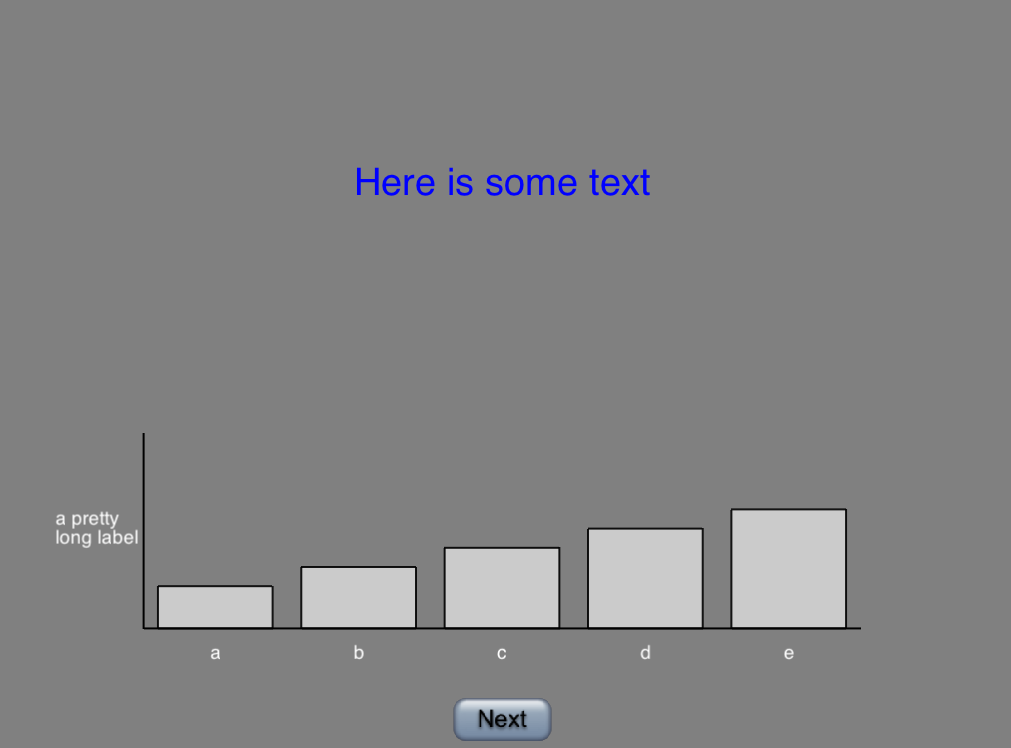 Here is some text
a pretty
long label
a b c d e
Next